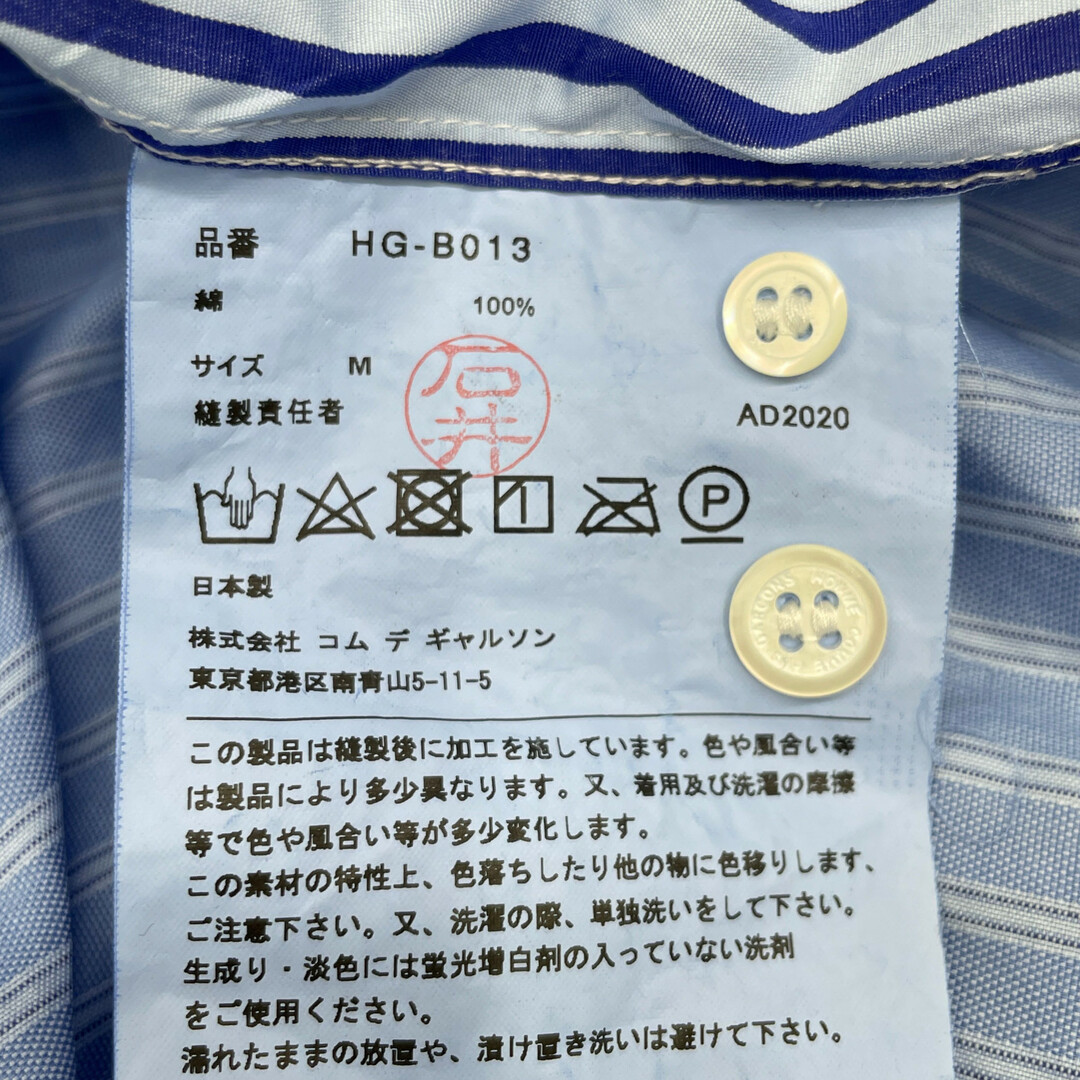 品番 HG-B013
綿 100%
サイズ M
石井
縫製責任者 AD2020
1 P
日本製
COMME des GARÇONS HOMME
株式会社 コム デ ギャルソン
東京都港区南青山5-11-5
この製品は縫製後に加工を施しています。色や風合い等
は製品により多少異なります。又、着用及び洗濯の摩擦
等で色や風合い等が多少変化します。
この素材の特性上、色落ちしたり他の物に色移りします、
ご注意下さい。又、洗濯の際、単独洗いをして下さい。
生成り・淡色には蛍光増白剤の入っていない洗剤
をご使用ください。
濡れたままの放置や、漬け置き洗いは避けて下さい。